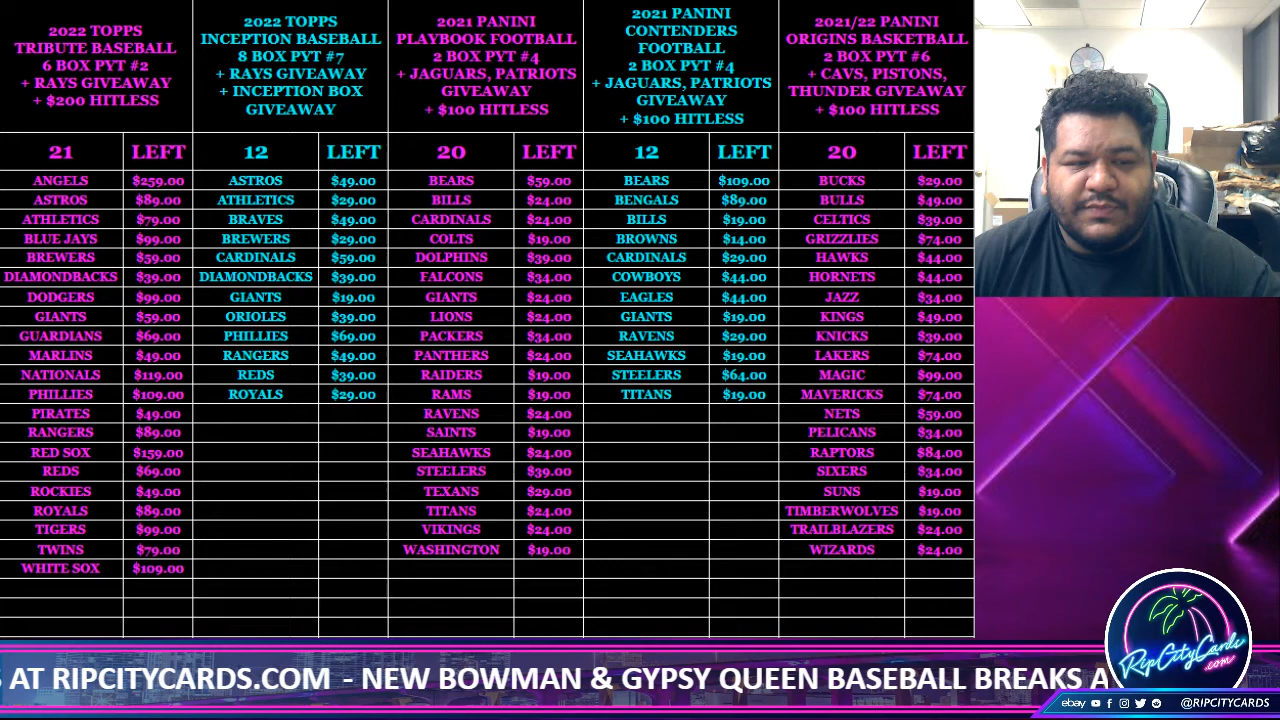 2022 TOPPS
TRIBUTE BASEBALL
6 BOX PYT #2
+ RAYS GIVEAWAY
+ $200 HITLESS
21 LEFT
ANGELS $259.00
ASTROS $89.00
ATHLETICS $79.00
BLUE JAYS $99.00
BREWERS $59.00
DIAMONDBACKS $39.00
DODGERS $99.00
GIANTS $59.00
GUARDIANS $69.00
MARLINS $49.00
NATIONALS $119.00
PHILLIES $109.00
PIRATES $49.00
RANGERS $89.00
RED SOX $159.00
REDS $69.00
ROCKIES $49.00
ROYALS $89.00
TIGERS $99.00
TWINS $79.00
WHITE SOX $109.00
2022 TOPPS
INCEPTION BASEBALL
8 BOX PYT #7
+ RAYS GIVEAWAY
+ INCEPTION BOX
GIVEAWAY
12 LEFT
ASTROS $49.00
ATHLETICS $29.00
BRAVES $49.00
BREWERS $29.00
CARDINALS $59.00
DIAMONDBACKS $39.00
GIANTS $19.00
ORIOLES $39.00
PHILLIES $69.00
RANGERS $49.00
REDS $39.00
ROYALS $29.00
2021 PANINI
PLAYBOOK FOOTBALL
2 BOX PYT #4
+ JAGUARS, PATRIOTS
GIVEAWAY
+ $100 HITLESS
20 LEFT
BEARS $59.00
BILLS $24.00
CARDINALS $24.00
COLTS $19.00
DOLPHINS $39.00
FALCONS $34.00
GIANTS $24.00
LIONS $24.00
PACKERS $34.00
PANTHERS $24.00
RAIDERS $19.00
RAMS $19.00
RAVENS $24.00
SAINTS $19.00
SEAHAWKS $24.00
STEELERS $39.00
TEXANS $29.00
TITANS $24.00
VIKINGS $24.00
WASHINGTON $19.00
2021 PANINI
CONTENDERS
FOOTBALL
2 BOX PYT #4
+ JAGUARS, PATRIOTS
GIVEAWAY
+ $100 HITLESS
12 LEFT
BEARS $109.00
BENGALS $89.00
BILLS $19.00
BROWNS $14.00
CARDINALS $29.00
COWBOYS $44.00
EAGLES $44.00
GIANTS $19.00
RAVENS $29.00
SEAHAWKS $19.00
STEELERS $64.00
TITANS $19.00
2021/22 PANINI
ORIGINS BASKETBALL
2 BOX PYT #6
+ CAVS, PISTONS,
THUNDER GIVEAWAY
+ $100 HITLESS
20 LEFT
BUCKS $29.00
BULLS $49.00
CELTICS $39.00
GRIZZLIES $74.00
HAWKS $44.00
HORNETS $44.00
JAZZ $34.00
KINGS $49.00
KNICKS $39.00
LAKERS $74.00
MAGIC $99.00
MAVERICKS $74.00
NETS $59.00
PELICANS $34.00
RAPTORS $84.00
SIXERS $34.00
SUNS $19.00
TIMBERWOLVES $19.00
TRAILBLAZERS $24.00
WIZARDS $24.00
S AT RIPCITYCARDS.COM - NEW BOWMAN & GYPSY QUEEN BASEBALL BREAKS A
RipCityCards
.com
ebay @RIPCITYCARDS